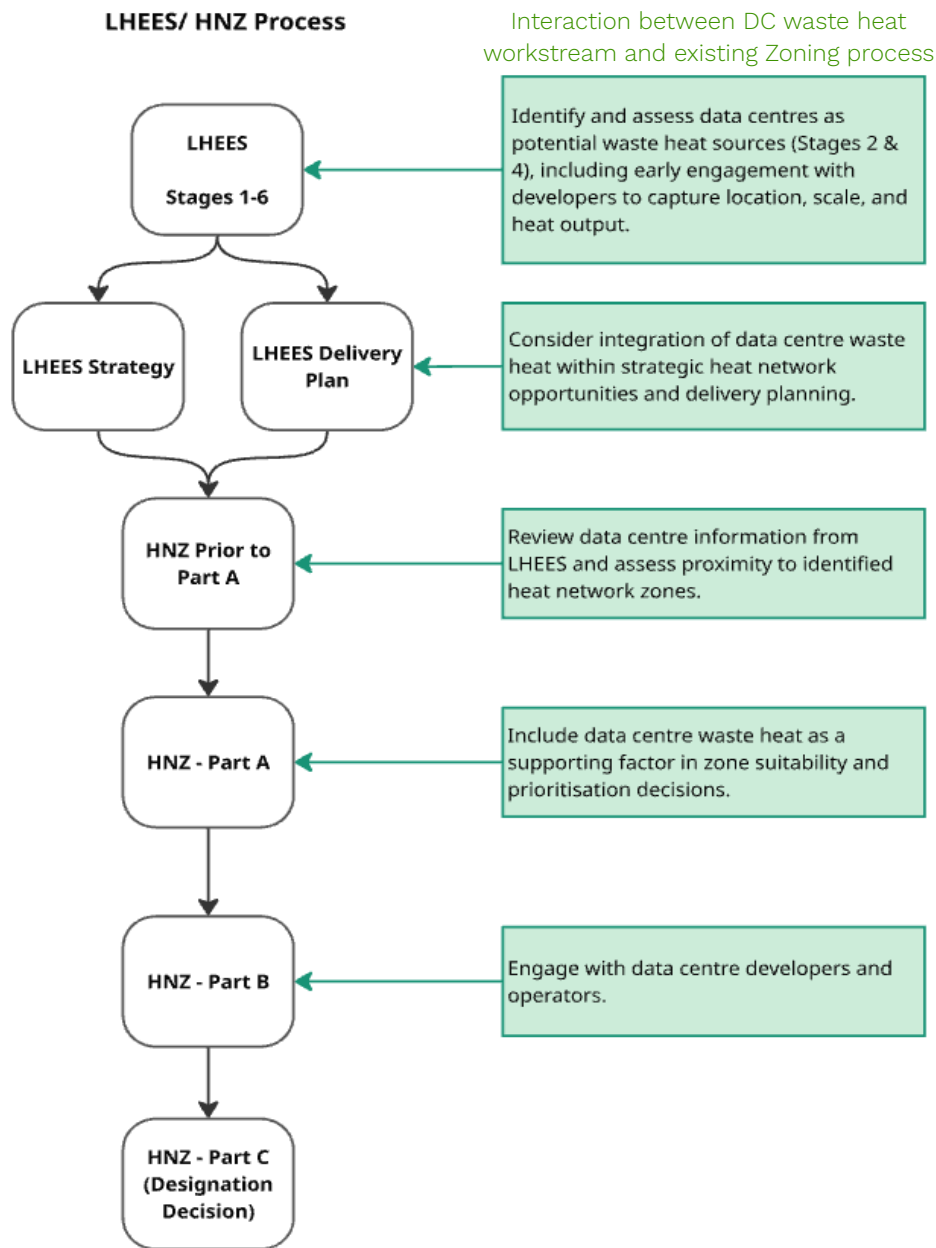 LHEES/ HNZ Process
Interaction between DC waste heat
workstream and existing Zoning process
LHEES
Stages 1-6
Identify and assess data centres as
potential waste heat sources (Stages 2 &
4), including early engagement with
developers to capture location, scale, and
heat output.
LHEES Strategy
LHEES Delivery
Plan
Consider integration of data centre waste
heat within strategic heat network
opportunities and delivery planning.
HNZ Prior to
Part A
Review data centre information from
LHEES and assess proximity to identified
heat network zones.
HNZ - Part A
Include data centre waste heat as a
supporting factor in zone suitability and
prioritisation decisions.
HNZ - Part B
Engage with data centre developers and
operators.
HNZ - Part C
(Designation
Decision)